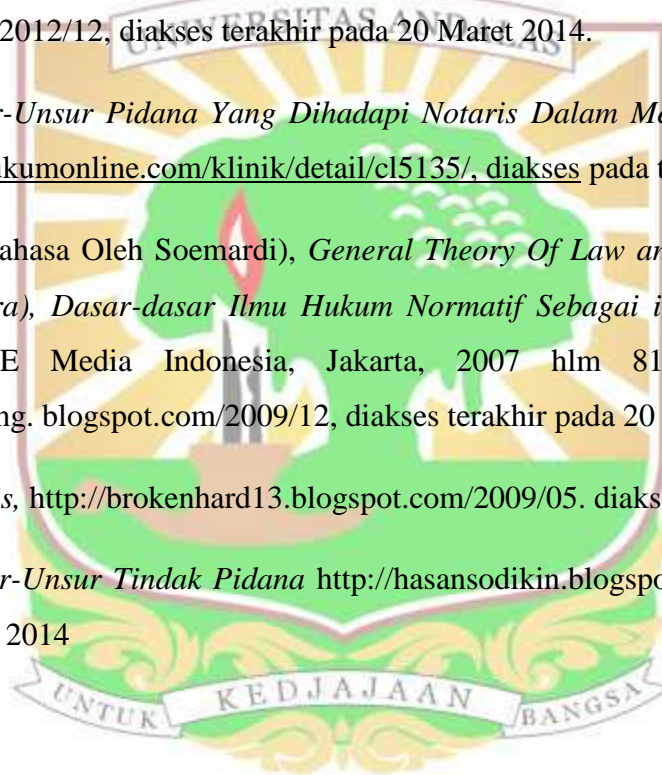 UNIVERSITAS ANDALAS
2012/12, diakses terakhir pada 20 Maret 2014.
r-Unsur Pidana Yang Dihadapi Notaris Dalam Me
kumonline.com/klinik/detail/cl5135/, diakses pada t
ahasa Oleh Soemardi), General Theory Of Law an
ra), Dasar-dasar Ilmu Hukum Normatif Sebagai i
E Media Indonesia, Jakarta, 2007 hlm 81
ng. blogspot.com/2009/12, diakses terakhir pada 20
s, http://brokenhard13.blogspot.com/2009/05. diaks
r-Unsur Tindak Pidana http://hasansodikin.blogspo
2014
UNTUK KEDJAJAAN BANGSA